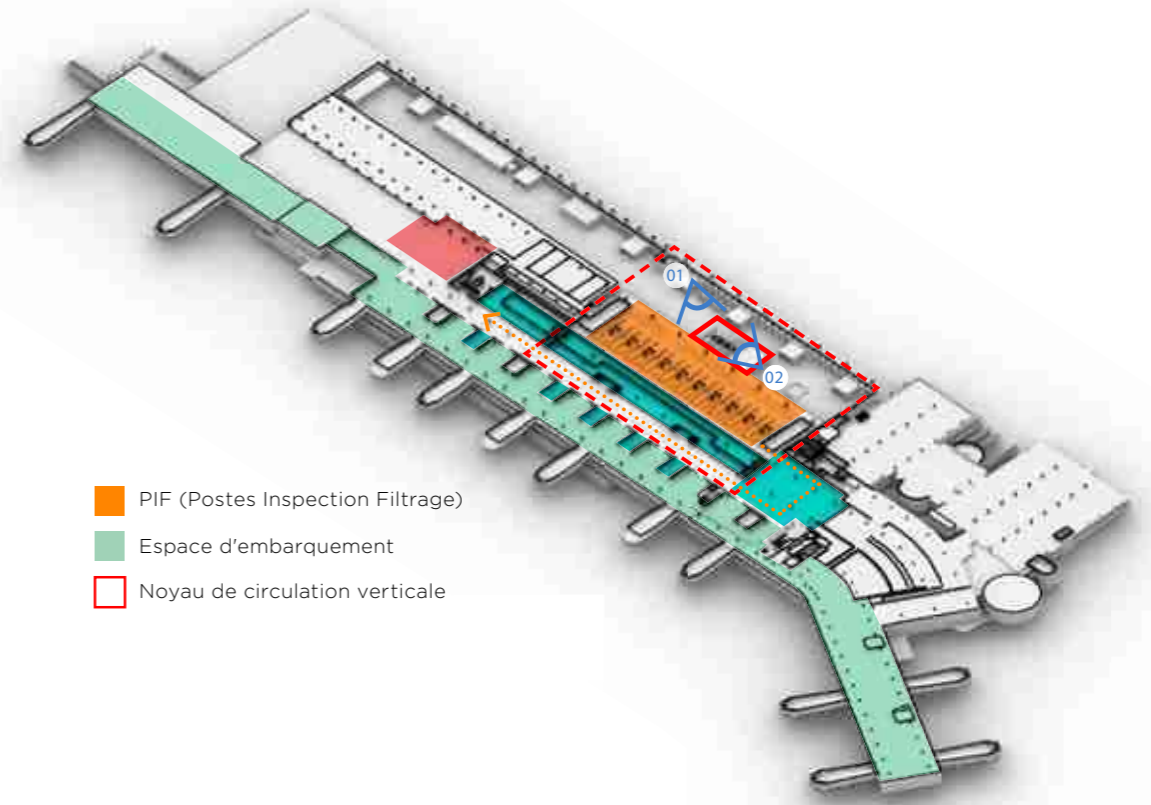 01
02
PIF (Postes Inspection Filtrage)
Espace d'embarquement
Noyau de circulation verticale